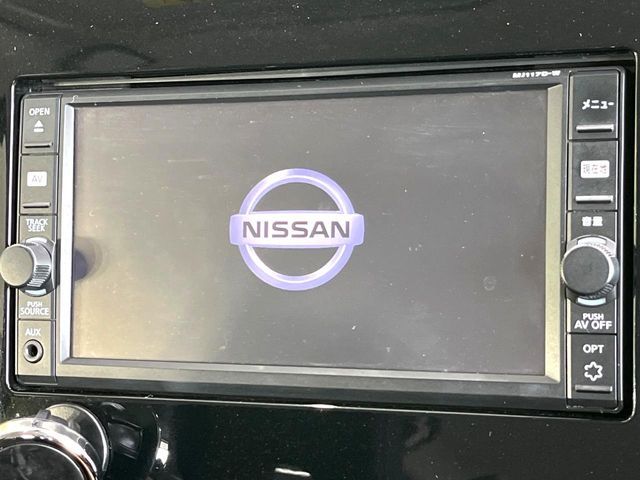 MJ117D-W
OPEN
AV
TRACK
SEEK
PUSH
SOURCE
AUX
NISSAN
メニュー
現在地
音量
PUSH
AV OFF
OPT